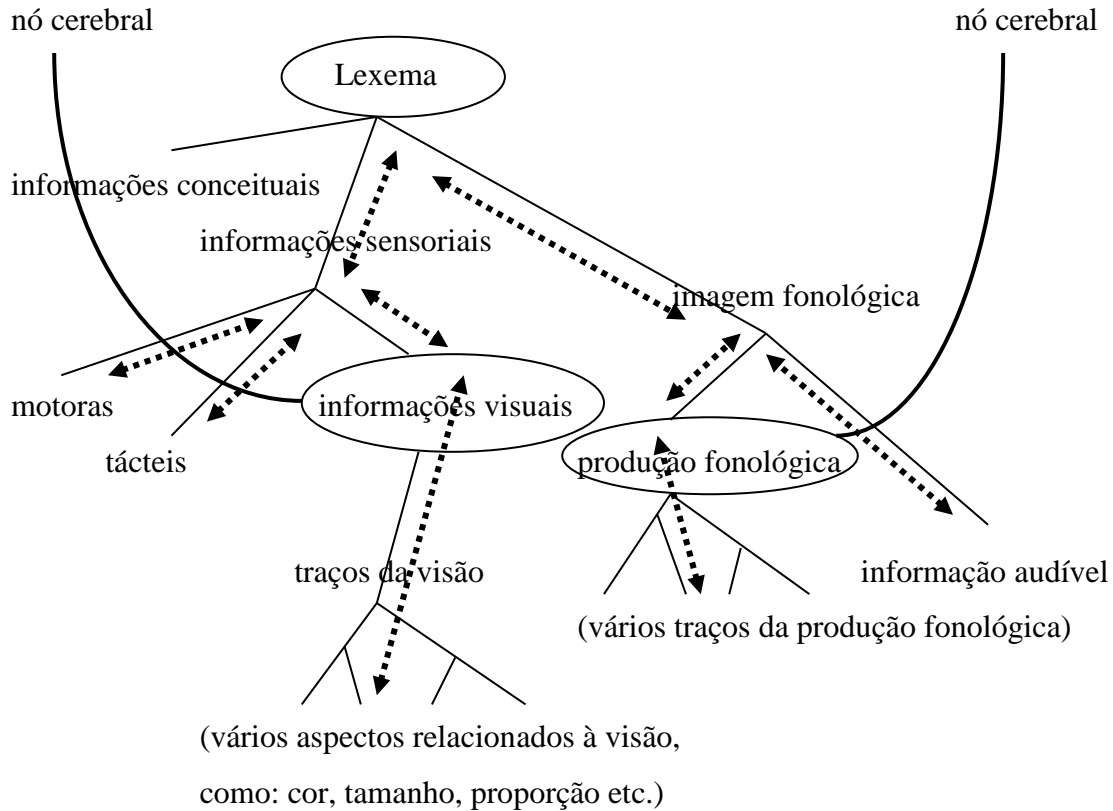 nó cerebral
nó cerebral
Lexema
informações conceituais
informações sensoriais
imagem fonológica
motoras
informações visuais
tácteis
produção fonológica
traços da visão
informação audível
(vários traços da produção fonológica)
(vários aspectos relacionados à visão,
como: cor, tamanho, proporção etc.)